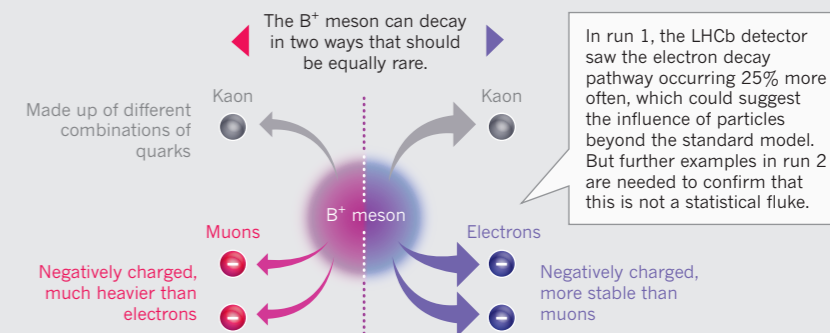 The B⁺ meson can decay
in two ways that should
be equally rare.
In run 1, the LHCb detector
saw the electron decay
pathway occurring 25% more
often, which could suggest
the influence of particles
beyond the standard model.
But further examples in run 2
are needed to confirm that
this is not a statistical fluke.
Made up of different
combinations of
quarks
Kaon
Kaon
B⁺ meson
Muons
Electrons
Negatively charged,
much heavier than
electrons
Negatively charged,
more stable than
muons